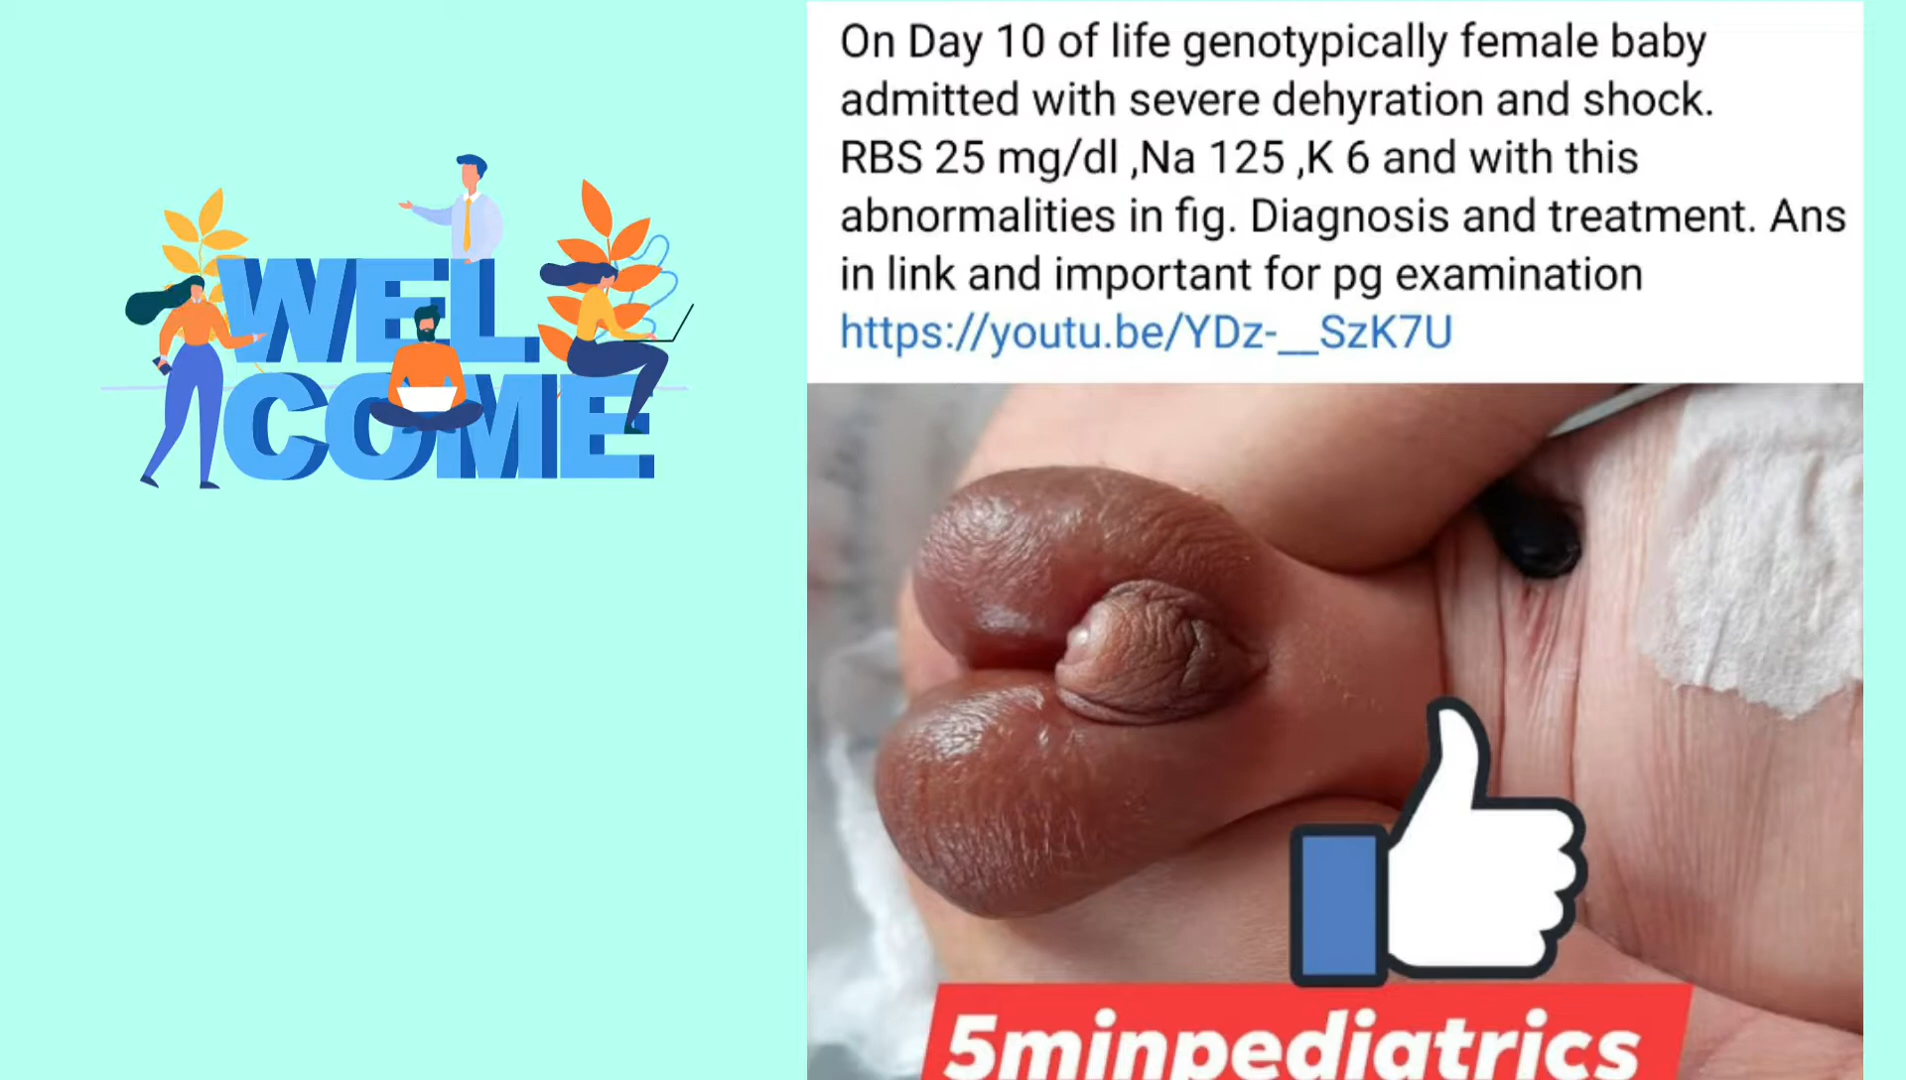 WEL
COME
On Day 10 of life genotypically female baby
admitted with severe dehyration and shock.
RBS 25 mg/dl ,Na 125 ,K 6 and with this
abnormalities in fig. Diagnosis and treatment. Ans
in link and important for pg examination
https://youtu.be/YDz-__SzK7U
5minpediatrics